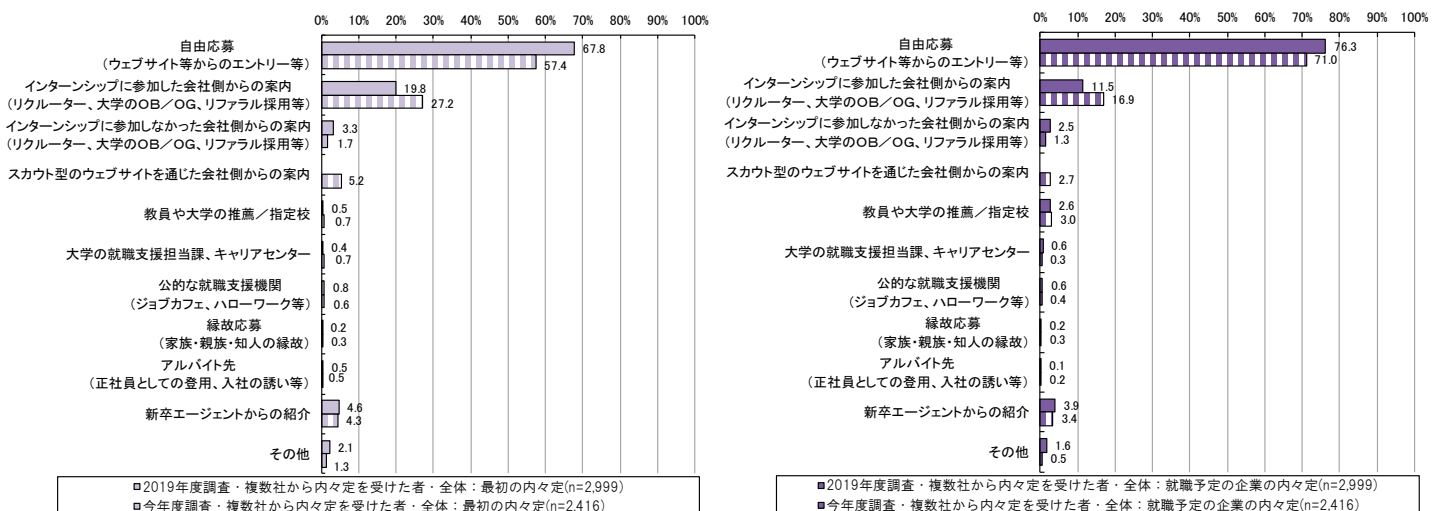 0% 10% 20% 30% 40% 50% 60% 70% 80% 90% 100%
自由応募
(ウェブサイト等からのエントリー等)
67.8
57.4
インターンシップに参加した会社側からの案内
(リクルーター、大学のOB/OG、リファラル採用等)
19.8
27.2
インターンシップに参加しなかった会社側からの案内
(リクルーター、大学のOB/OG、リファラル採用等)
3.3
1.7
スカウト型のウェブサイトを通じた会社側からの案内
5.2
教員や大学の推薦/指定校
0.5
0.7
大学の就職支援担当課、キャリアセンター
0.4
0.7
公的な就職支援機関
(ジョブカフェ、ハローワーク等)
0.8
0.6
縁故応募
(家族・親族・知人の縁故)
0.2
0.3
アルバイト先
(正社員としての登用、入社の誘い等)
0.5
0.5
新卒エージェントからの紹介
4.6
4.3
その他
2.1
1.3
2019年度調査・複数社から内々定を受けた者・全体:最初の内々定(n=2,999)
今年度調査・複数社から内々定を受けた者・全体:最初の内々定(n=2,416)
0% 10% 20% 30% 40% 50% 60% 70% 80% 90% 100%
自由応募
(ウェブサイト等からのエントリー等)
76.3
71.0
インターンシップに参加した会社側からの案内
(リクルーター、大学のOB/OG、リファラル採用等)
11.5
16.9
インターンシップに参加しなかった会社側からの案内
(リクルーター、大学のOB/OG、リファラル採用等)
2.5
1.3
スカウト型のウェブサイトを通じた会社側からの案内
2.7
教員や大学の推薦/指定校
2.6
3.0
大学の就職支援担当課、キャリアセンター
0.6
0.3
公的な就職支援機関
(ジョブカフェ、ハローワーク等)
0.6
0.4
縁故応募
(家族・親族・知人の縁故)
0.2
0.3
アルバイト先
(正社員としての登用、入社の誘い等)
0.1
0.2
新卒エージェントからの紹介
3.9
3.4
その他
1.6
0.5
2019年度調査・複数社から内々定を受けた者・全体:就職予定の企業の内々定(n=2,999)
今年度調査・複数社から内々定を受けた者・全体:就職予定の企業の内々定(n=2,416)